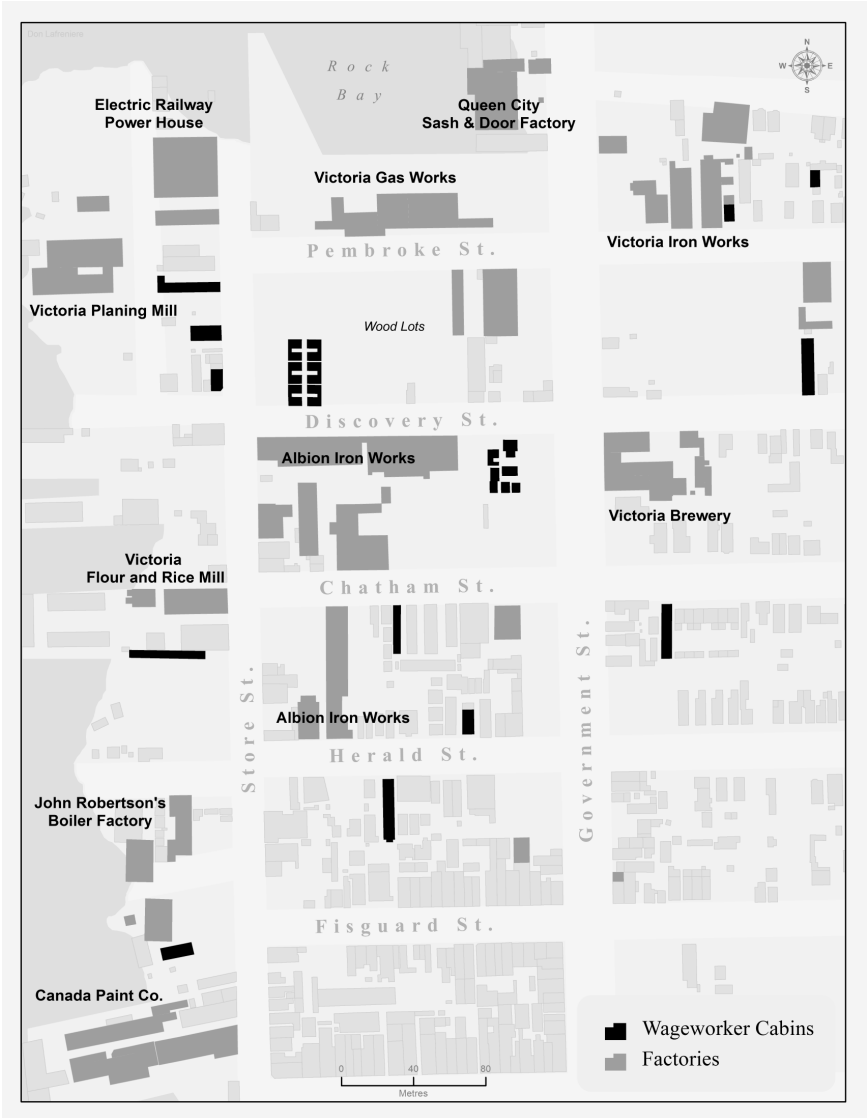 Don Lafreniere
N
W E
S
Rock
Bay
Electric Railway
Power House
Queen City
Sash & Door Factory
Victoria Gas Works
Victoria Iron Works
Pembroke St.
Victoria Planing Mill
Wood Lots
Discovery St.
Albion Iron Works
Victoria Brewery
Victoria
Flour and Rice Mill
Chatham St.
Store St.
Government St.
Albion Iron Works
Herald St.
John Robertson's
Boiler Factory
Fisguard St.
Canada Paint Co.
Wageworker Cabins
Factories
0 40 80
Metres